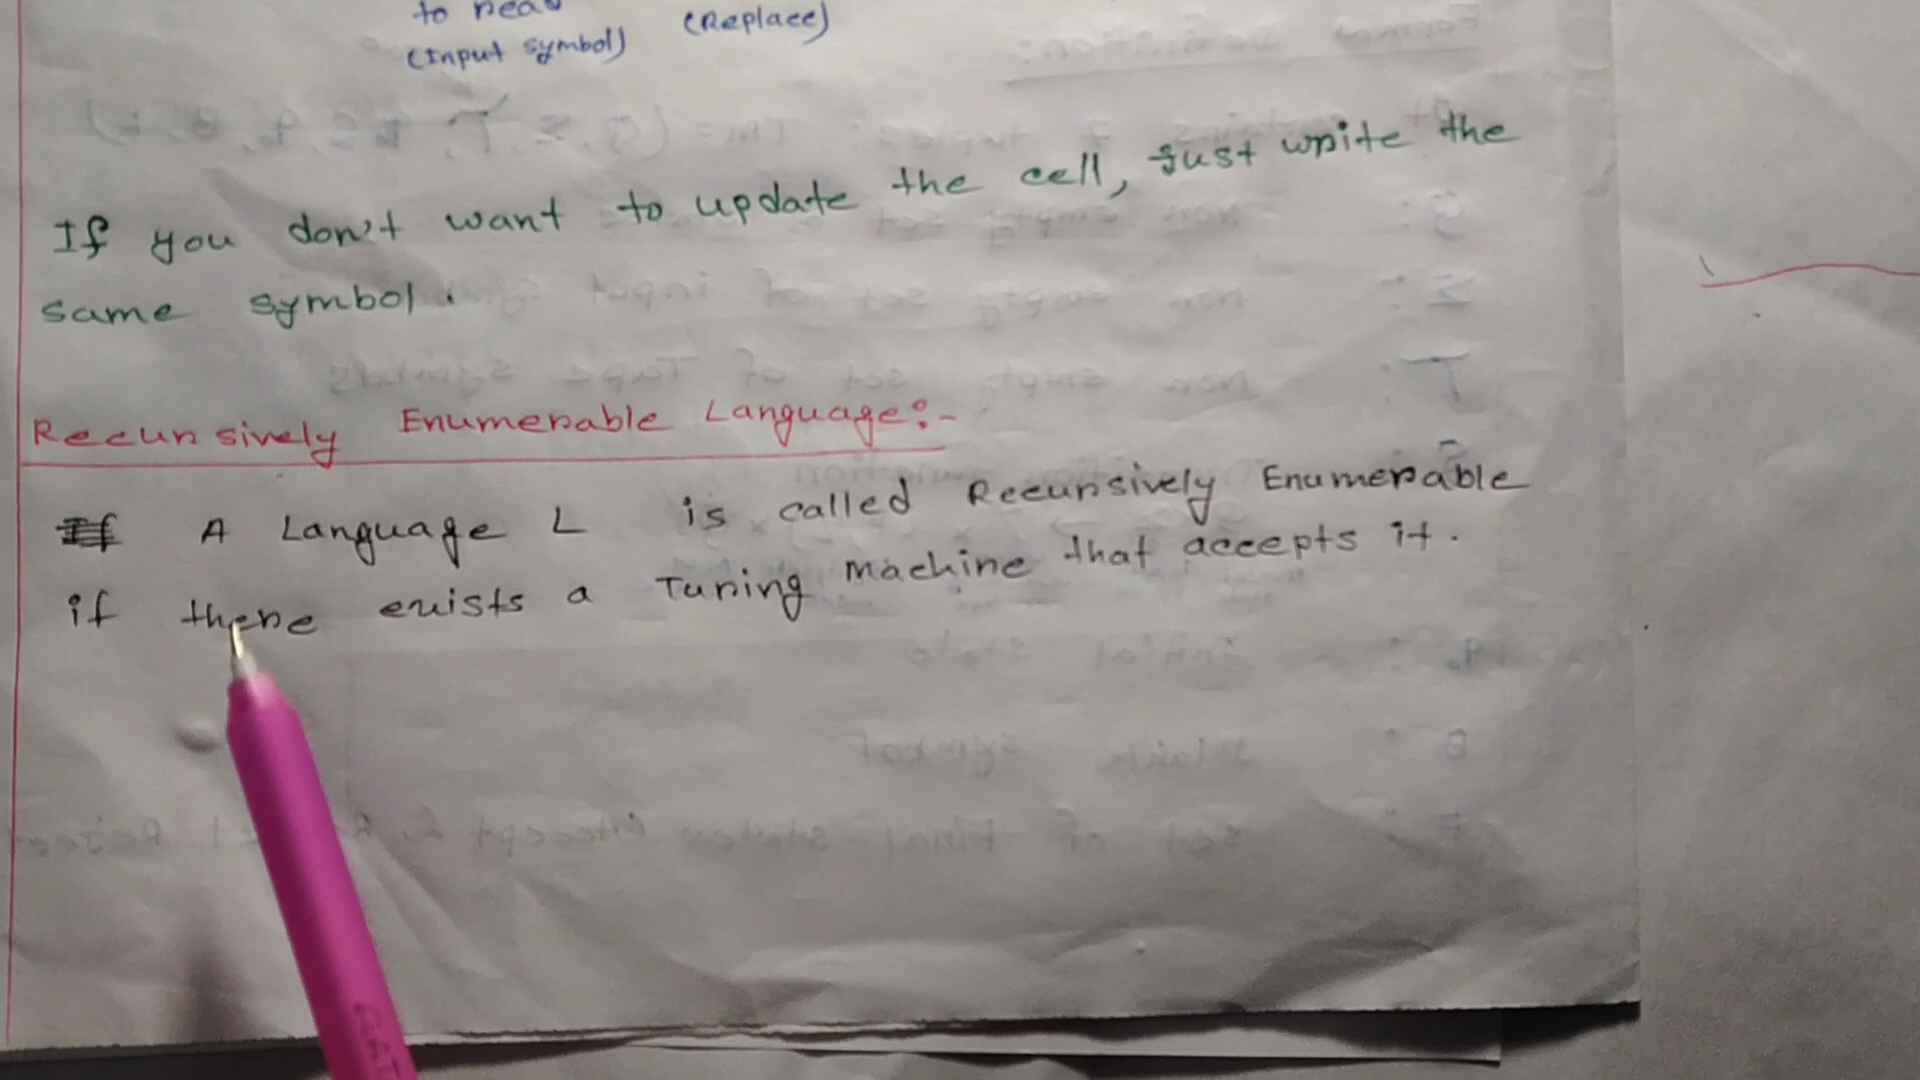 to read
(Input symbol) (Replace)
If you don't want to update the cell, just write the
same symbol.
Recursively Enumerable Language:-
A Language L is called Recursively Enumerable
if there exists a Turing Machine that accepts it.